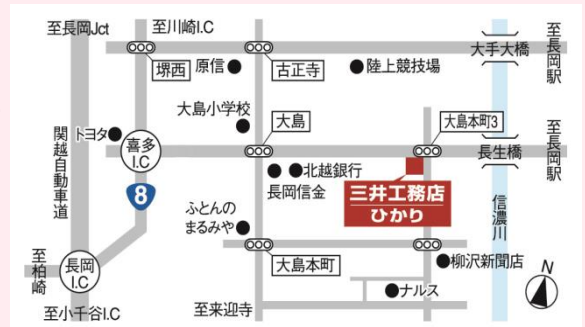 至長岡Jct
至川崎I.C
至長岡駅
大手大橋
堺西
原信
古正寺
陸上競技場
大島小学校
大島
大島本町3
トヨタ
喜多
I.C
長生橋
至長岡駅
関越自動車道
8
北越銀行
長岡信金
三井工務店
ひかり
信濃川
ふとんの
まるみや
至柏崎
長岡
I.C
大島本町
柳沢新聞店
N
ナルス
至小千谷I.C
至来迎寺